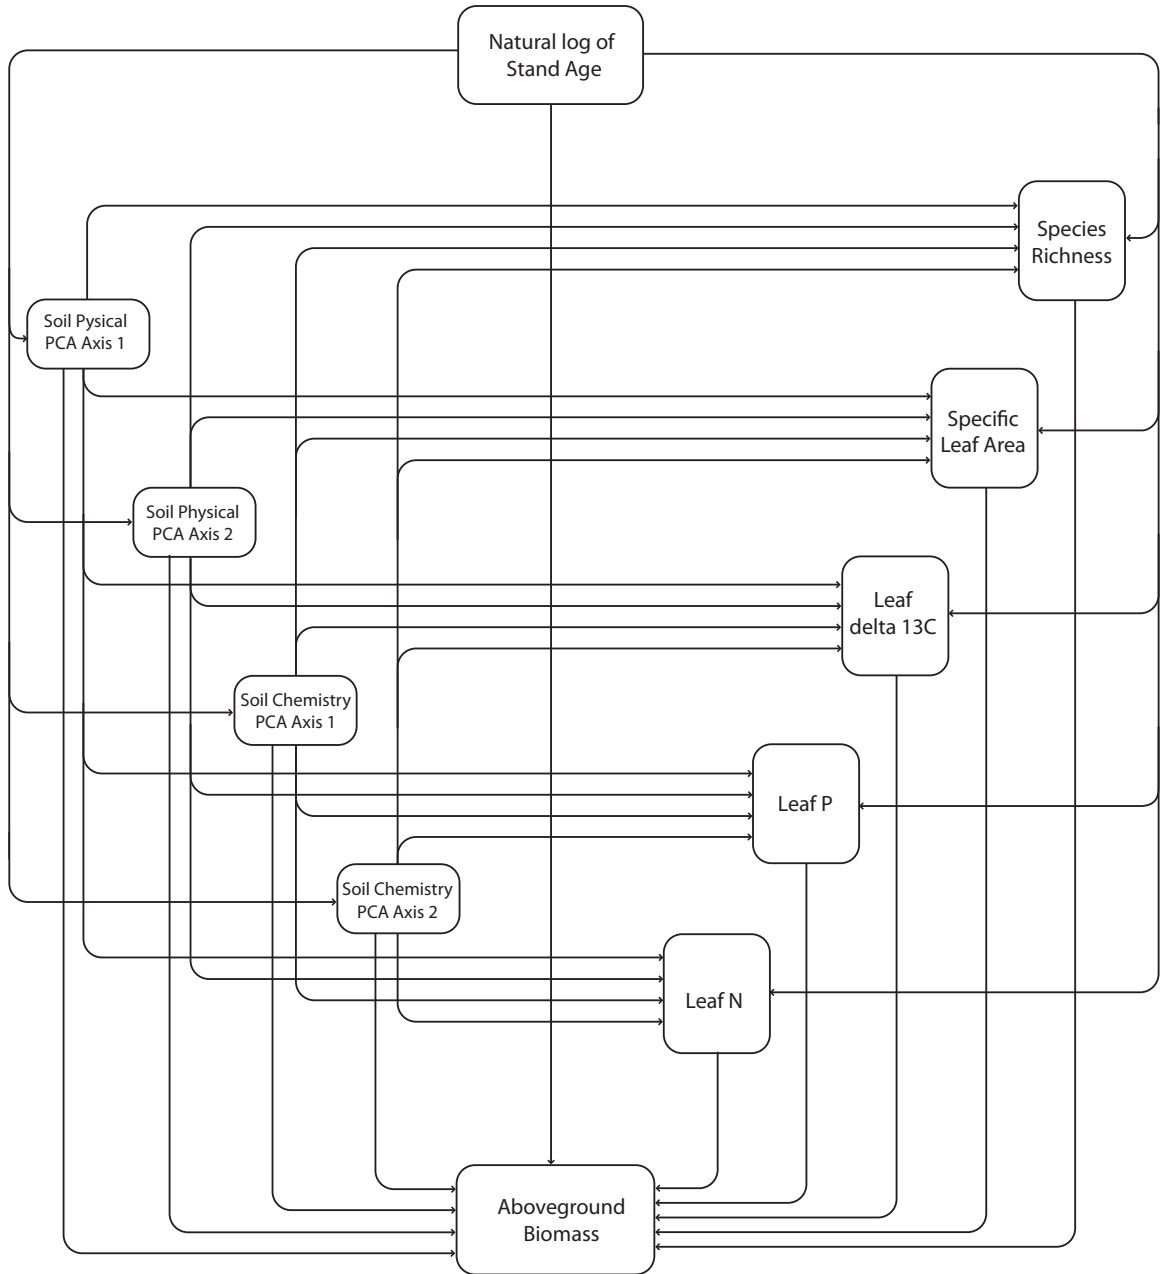 Natural log of
Stand Age
Species
Richness
Soil Pysical
PCA Axis 1
Specific
Leaf Area
Soil Physical
PCA Axis 2
Leaf
delta 13C
Soil Chemistry
PCA Axis 1
Leaf P
Soil Chemistry
PCA Axis 2
Leaf N
Aboveground
Biomass